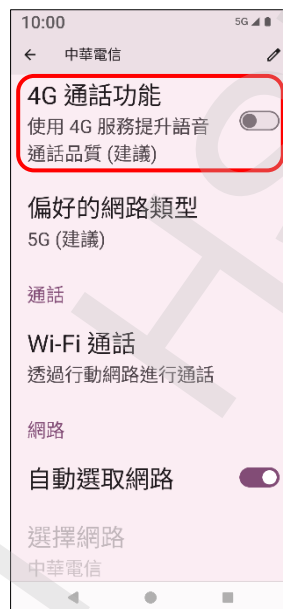 10:00 5G
中華電信
4G 通話功能
使用 4G 服務提升語音
通話品質 (建議)
偏好的網路類型
5G (建議)
通話
Wi-Fi 通話
透過行動網路進行通話
網路
自動選取網路
選擇網路
中華電信